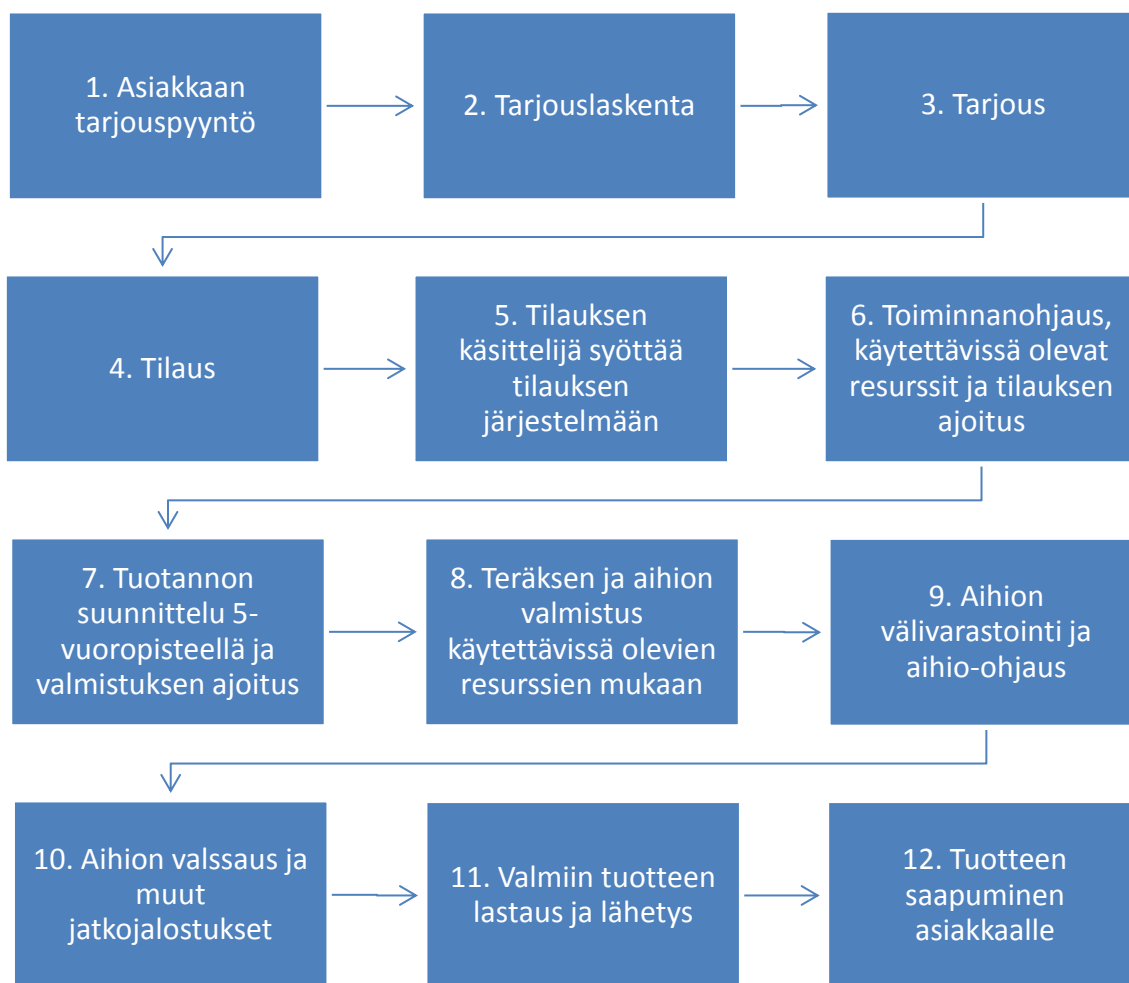 1. Asiakkaan
tarjouspyyntö
2. Tarjouslaskenta
3. Tarjous
4. Tilaus
5. Tilauksen
käsittelijä syöttää
tilauksen
järjestelmään
6. Toiminnanohjaus,
käytettävissä olevat
resurssit ja tilauksen
ajoitus
7. Tuotannon
suunnittelu 5-
vuoropisteellä ja
valmistuksen ajoitus
8. Teräksen ja aihion
valmistus
käytettävissä olevien
resurssien mukaan
9. Aihion
välivarastointi ja
aihio-ohjaus
10. Aihion valssaus ja
muut
jatkojalostukset
11. Valmiin tuotteen
lastaus ja lähetys
12. Tuotteen
saapuminen
asiakkaalle